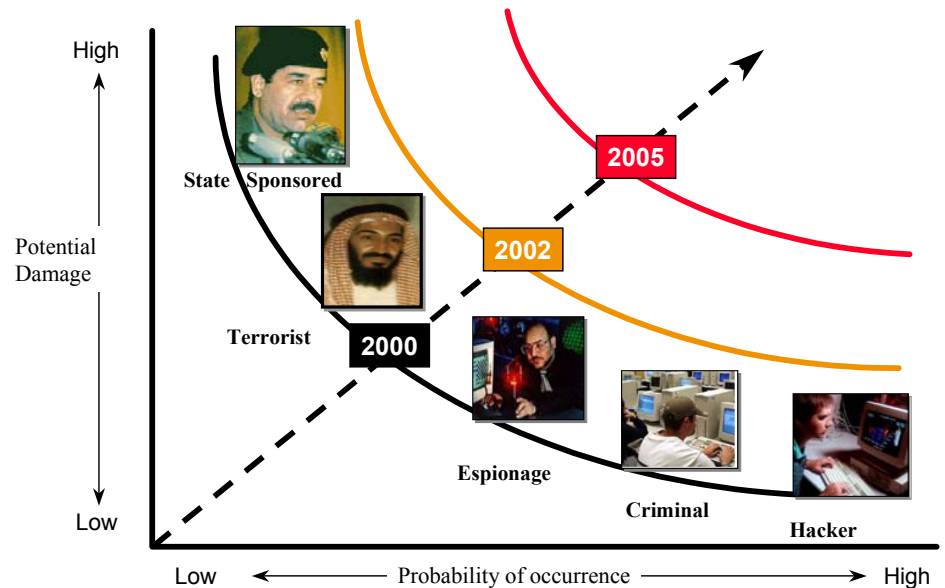 High
2005
State Sponsored
Potential
Damage
2002
Terrorist
2000
Espionage
Criminal
Low
Hacker
Low
Probability of occurrence
High